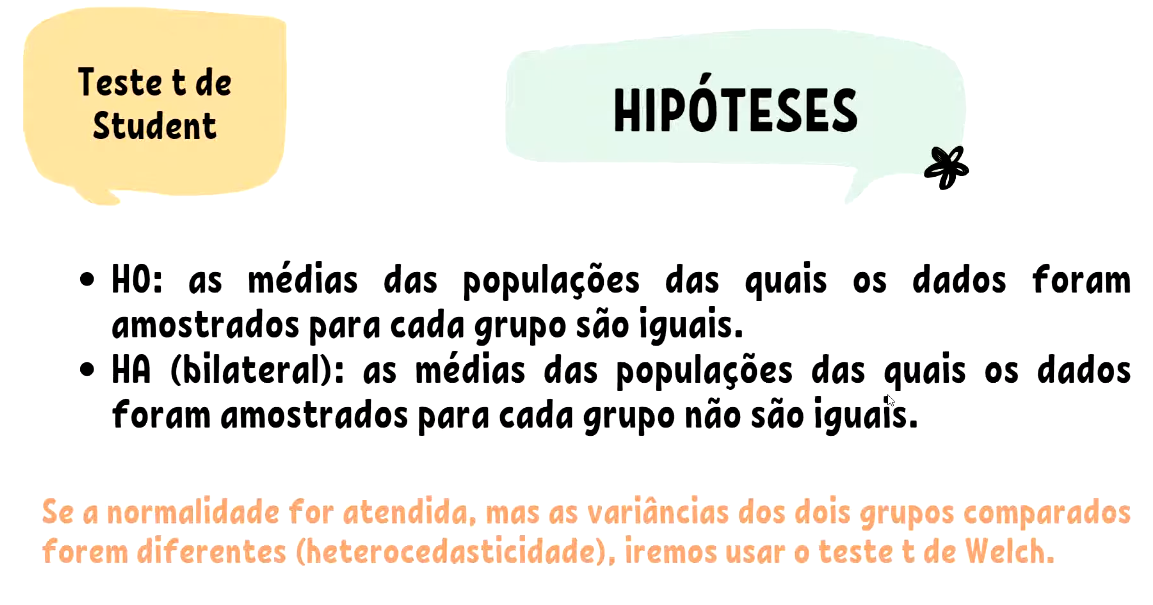 Teste t de
Student
HIPÓTESES
• H0: as médias das populações das quais os dados foram
amostrados para cada grupo são iguais.
• HA (bilateral): as médias das populações das quais os dados
foram amostrados para cada grupo não são iguais.
Se a normalidade for atendida, mas as variâncias dos dois grupos comparados
forem diferentes (heterocedasticidade), iremos usar o teste t de Welch.